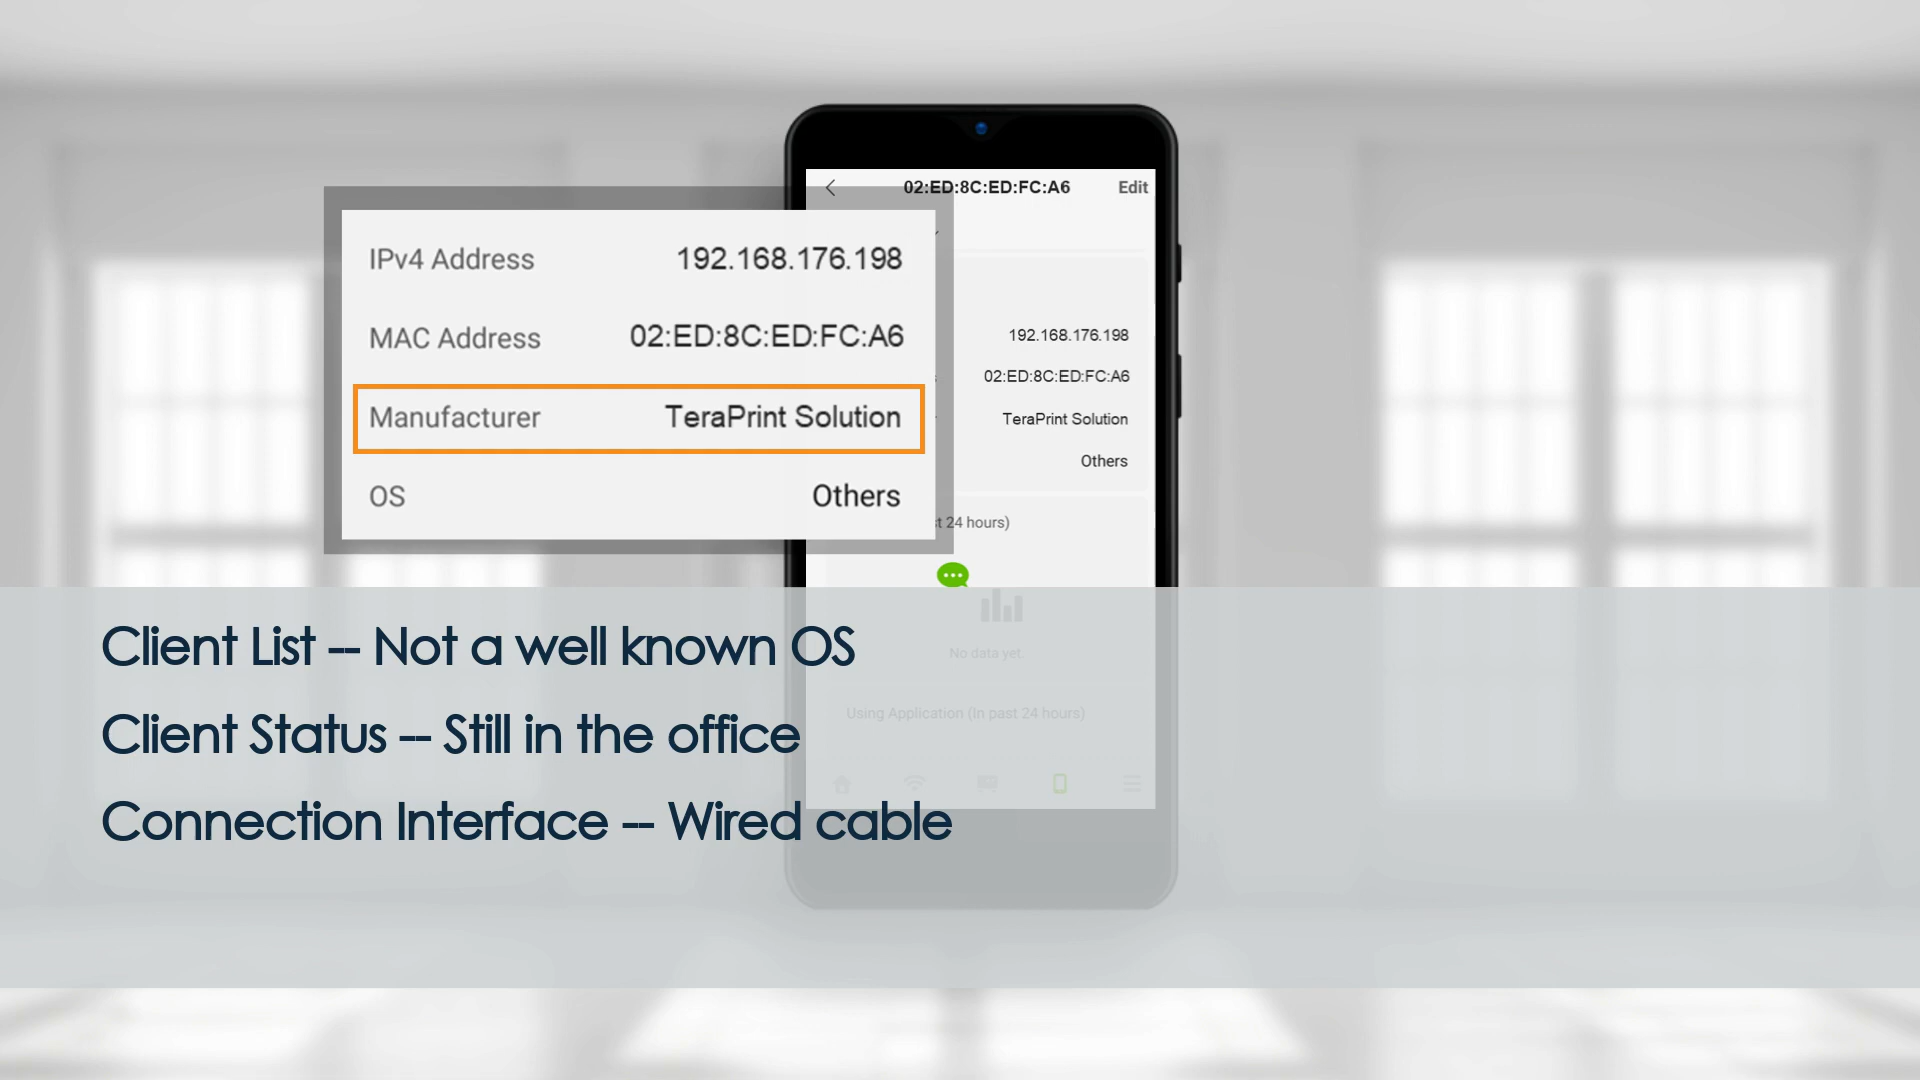 02:ED:8C:ED:FC:A6 Edit
IPv4 Address 192.168.176.198
MAC Address 02:ED:8C:ED:FC:A6
Manufacturer TeraPrint Solution
OS Others
192.168.176.198
02:ED:8C:ED:FC:A6
TeraPrint Solution
Others
t 24 hours)
No data yet
Using Application (In past 24 hours)
Client List -- Not a well known OS
Client Status -- Still in the office
Connection Interface -- Wired cable